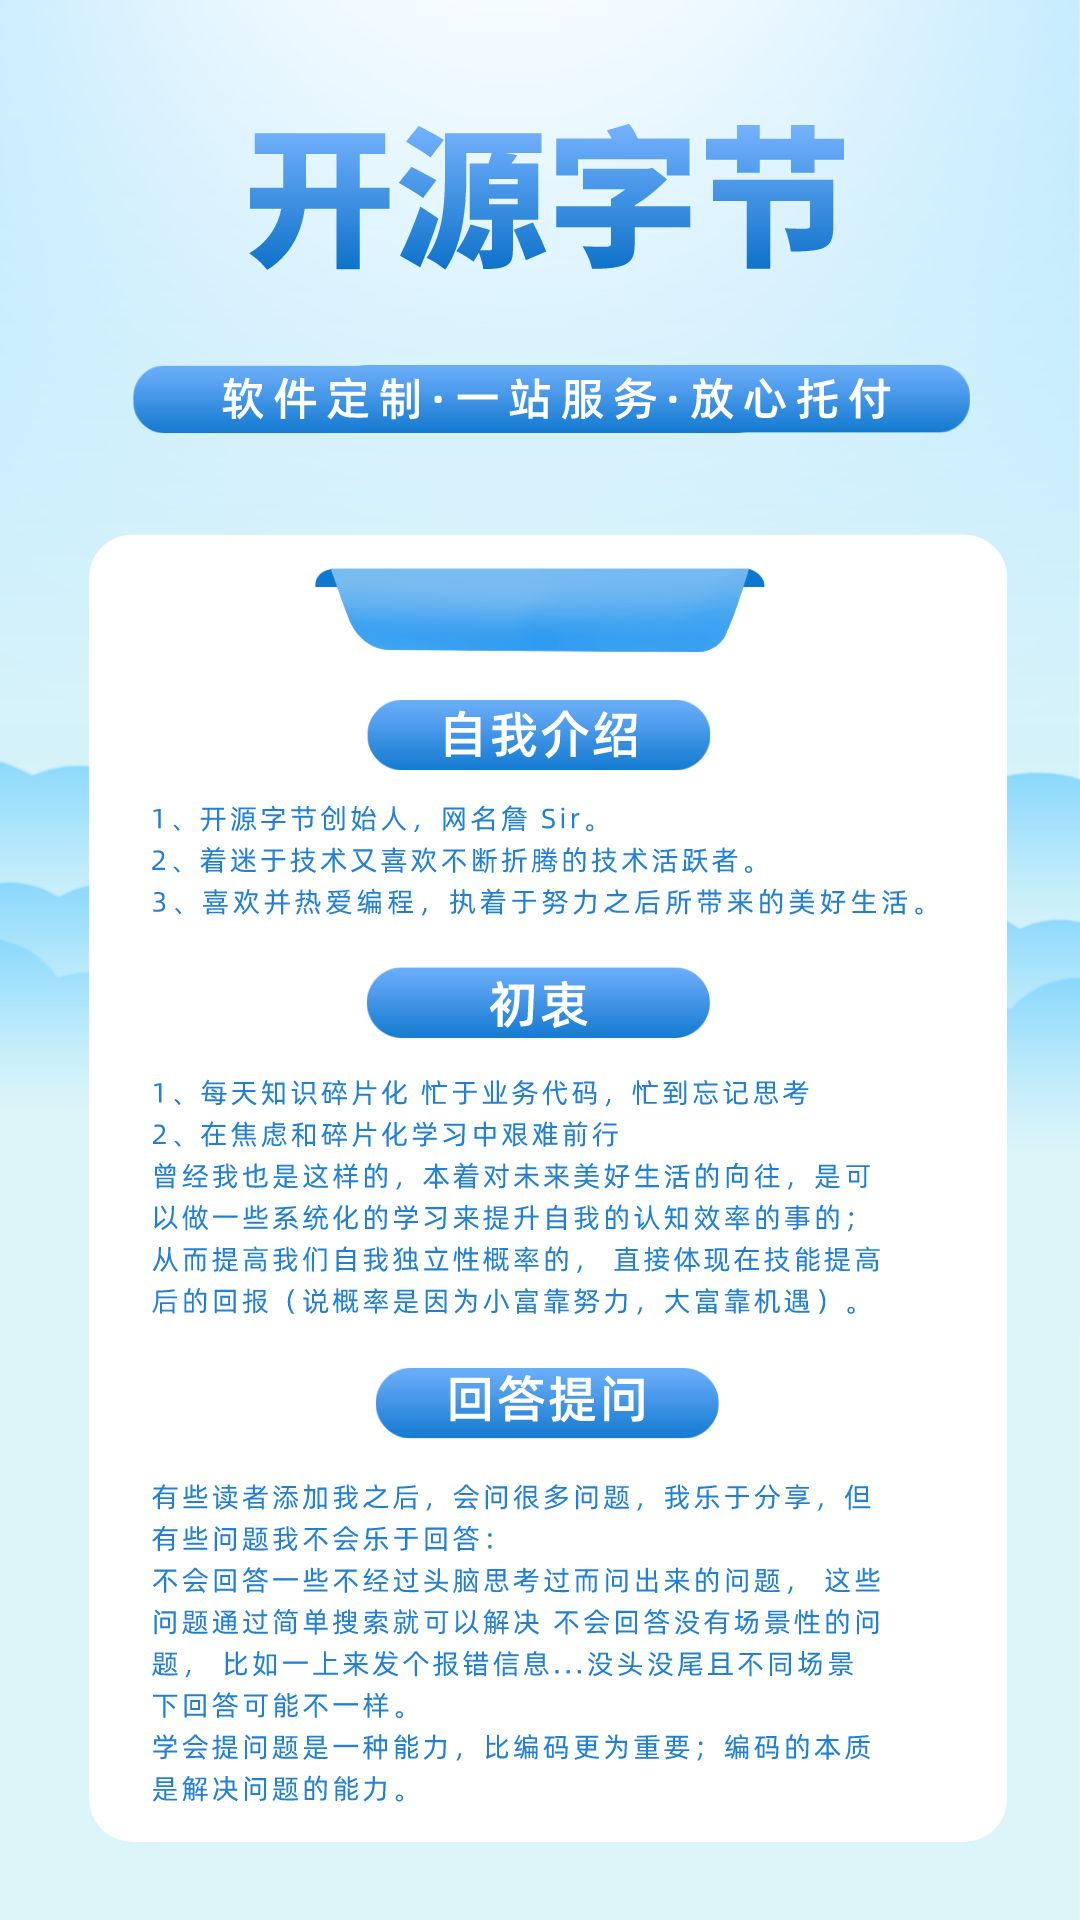 开源字节
软件定制·一站服务·放心托付
自我介绍
1、开源字节创始人，网名詹 Sir。
2、着迷于技术又喜欢不断折腾的技术活跃者。
3、喜欢并热爱编程，执着于努力之后所带来的美好生活。
初衷
1、每天知识碎片化 忙于业务代码，忙到忘记思考
2、在焦虑和碎片化学习中艰难前行
曾经我也是这样的，本着对未来美好生活的向往，是可
以做一些系统化的学习来提升自我的认知效率的事的；
从而提高我们自我独立性概率的， 直接体现在技能提高
后的回报（说概率是因为小富靠努力，大富靠机遇）。
回答提问
有些读者添加我之后，会问很多问题，我乐于分享，但
有些问题我不会乐于回答：
不会回答一些不经过头脑思考过而问出来的问题， 这些
问题通过简单搜索就可以解决 不会回答没有场景性的问
题， 比如一上来发个报错信息...没头没尾且不同场景
下回答可能不一样。
学会提问题是一种能力，比编码更为重要；编码的本质
是解决问题的能力。